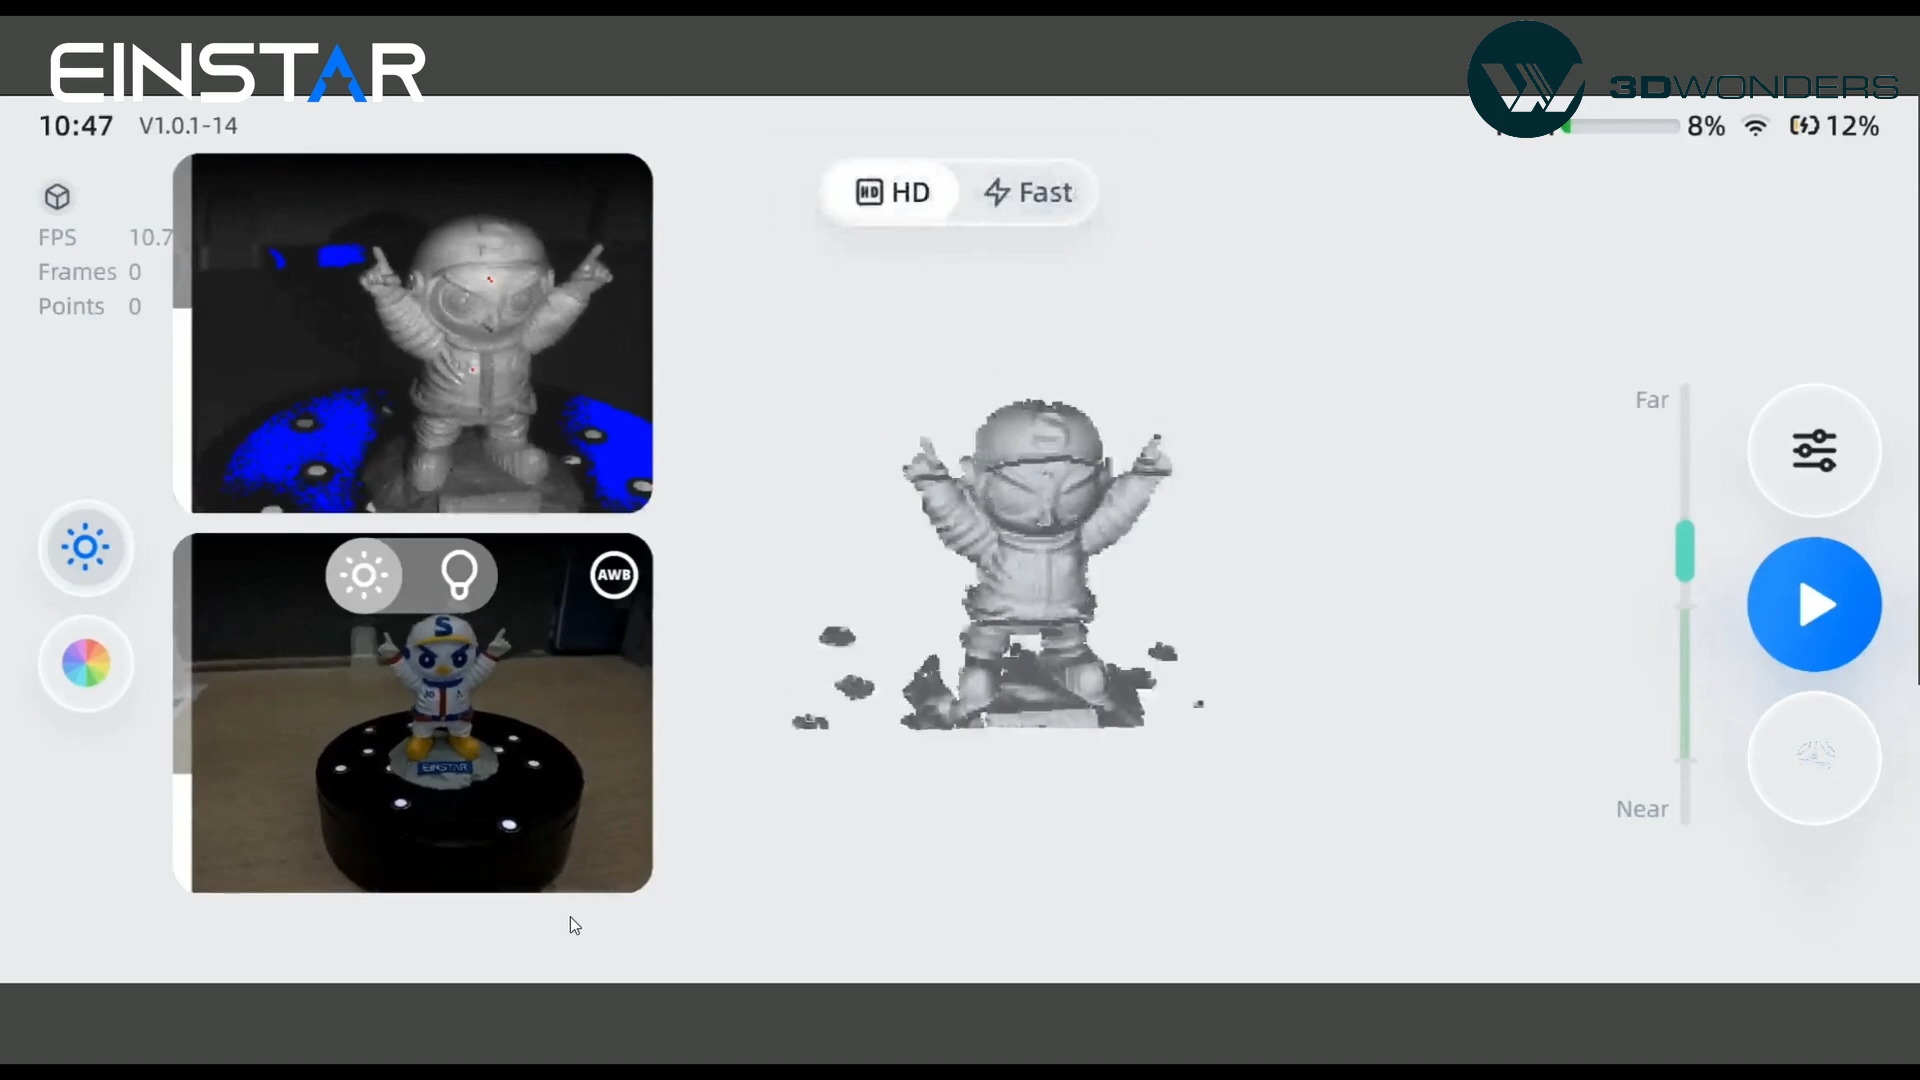 EINSTAR
3DWONDERS
10:47 V1.0.1-14
8% 12%
HD Fast
FPS 10.7
Frames 0
Points 0
Far
AWB
S
EINSTAR
Near